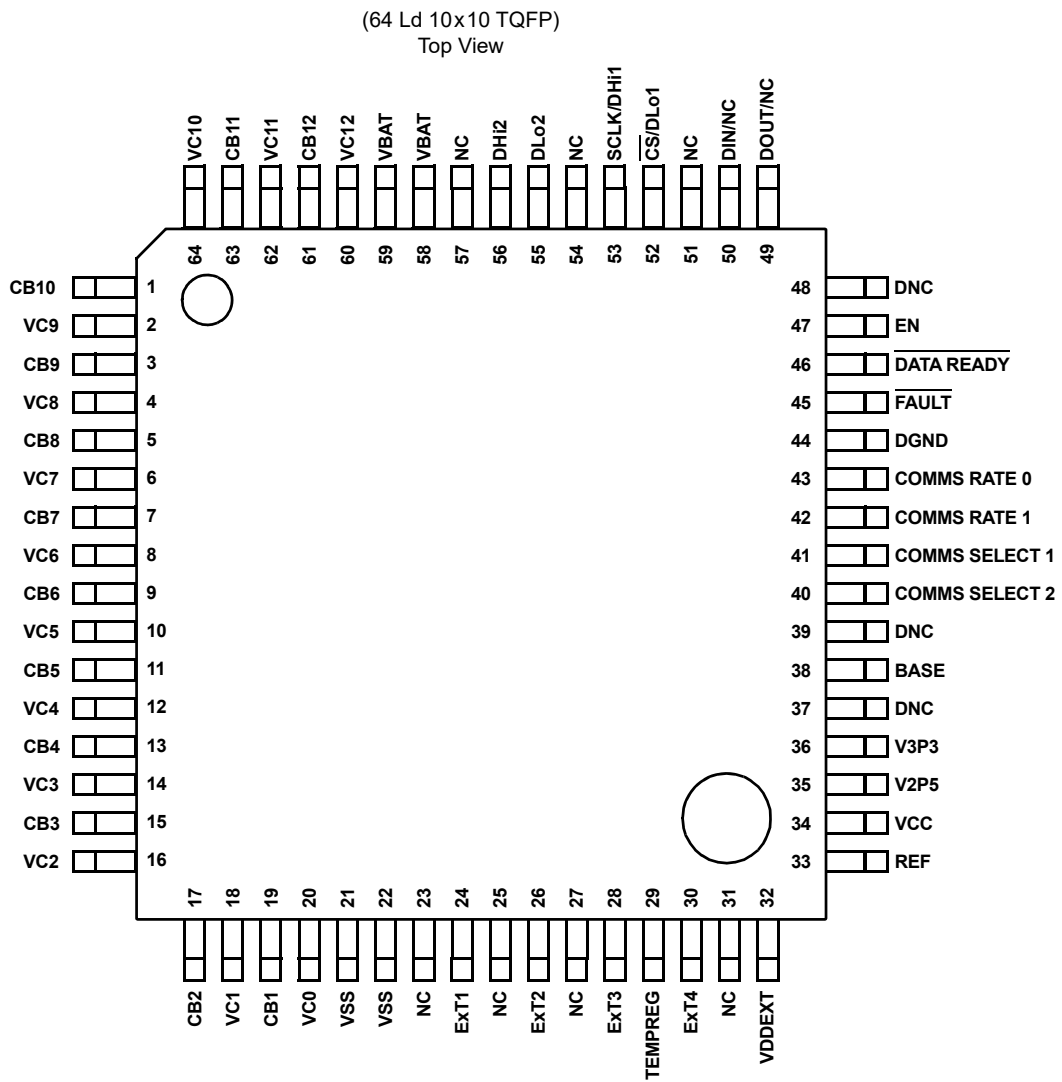 (64 Ld 10x10 TQFP)
Top View
VC10
CB11
VC11
CB12
VC12
VBAT
VBAT
NC
DHi2
DLo2
NC
SCLK/DHi1
CS/DLo1
NC
DIN/NC
DOUT/NC
64 63 62 61 60 59 58 57 56 55 54 53 52 51 50 49
CB10 1
VC9 2
CB9 3
VC8 4
CB8 5
VC7 6
CB7 7
VC6 8
CB6 9
VC5 10
CB5 11
VC4 12
CB4 13
VC3 14
CB3 15
VC2 16
48 DNC
47 EN
46 DATA READY
45 FAULT
44 DGND
43 COMMS RATE 0
42 COMMS RATE 1
41 COMMS SELECT 1
40 COMMS SELECT 2
39 DNC
38 BASE
37 DNC
36 V3P3
35 V2P5
34 VCC
33 REF
17 18 19 20 21 22 23 24 25 26 27 28 29 30 31 32
CB2
VC1
CB1
VC0
VSS
VSS
NC
ExT1
NC
ExT2
NC
ExT3
TEMPREG
ExT4
NC
VDDEXT